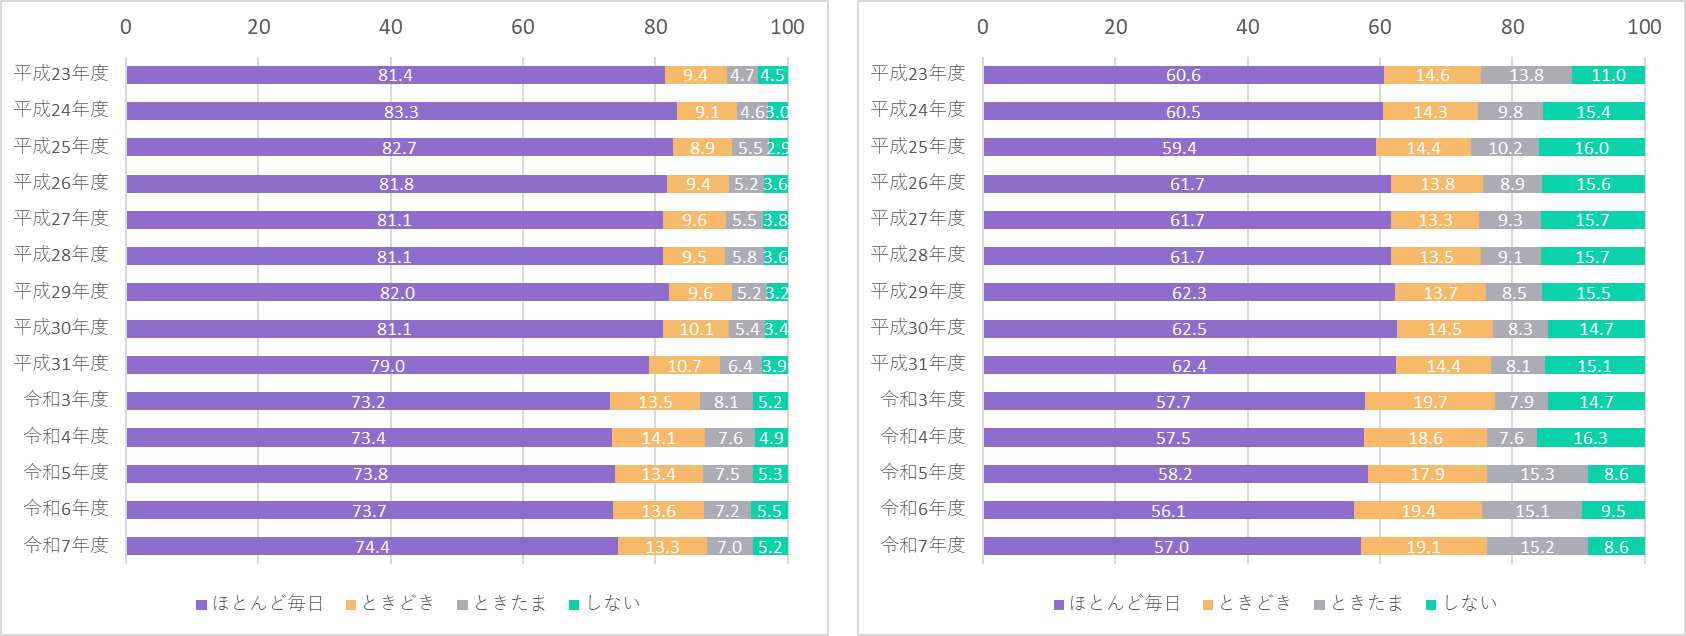 0 20 40 60 80 100
平成23年度 81.4 9.4 4.7 4.5
平成24年度 83.3 9.1 4.6 3.0
平成25年度 82.7 8.9 5.5 2.9
平成26年度 81.8 9.4 5.2 3.6
平成27年度 81.1 9.6 5.5 3.8
平成28年度 81.1 9.5 5.8 3.6
平成29年度 82.0 9.6 5.2 3.2
平成30年度 81.1 10.1 5.4 3.4
平成31年度 79.0 10.7 6.4 3.9
令和3年度 73.2 13.5 8.1 5.2
令和4年度 73.4 14.1 7.6 4.9
令和5年度 73.8 13.4 7.5 5.3
令和6年度 73.7 13.6 7.2 5.5
令和7年度 74.4 13.3 7.0 5.2
ほとんど毎日 ときどき ときたま しない
0 20 40 60 80 100
平成23年度 60.6 14.6 13.8 11.0
平成24年度 60.5 14.3 9.8 15.4
平成25年度 59.4 14.4 10.2 16.0
平成26年度 61.7 13.8 8.9 15.6
平成27年度 61.7 13.3 9.3 15.7
平成28年度 61.7 13.5 9.1 15.7
平成29年度 62.3 13.7 8.5 15.5
平成30年度 62.5 14.5 8.3 14.7
平成31年度 62.4 14.4 8.1 15.1
令和3年度 57.7 19.7 7.9 14.7
令和4年度 57.5 18.6 7.6 16.3
令和5年度 58.2 17.9 15.3 8.6
令和6年度 56.1 19.4 15.1 9.5
令和7年度 57.0 19.1 15.2 8.6
ほとんど毎日 ときどき ときたま しない